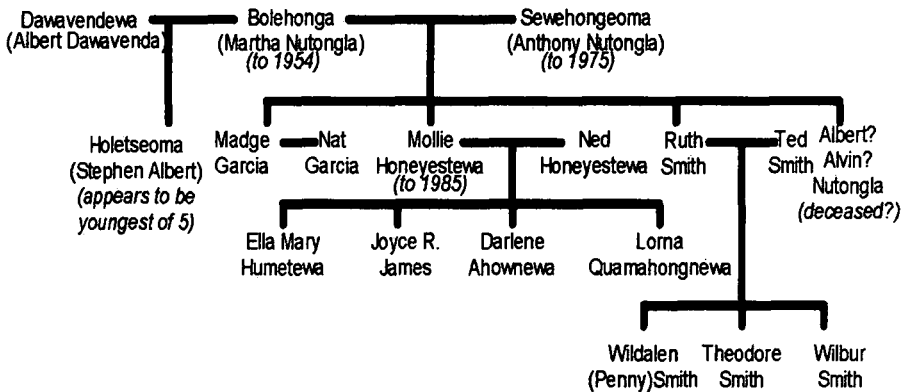 Dawavendewa
(Albert Dawavenda)
Bolehonga
(Martha Nutongla)
(to 1954)
Sewehongeoma
(Anthony Nutongla)
(to 1975)
Holetseoma
(Stephen Albert)
(appears to be
youngest of 5)
Madge
Garcia
Nat
Garcia
Mollie
Honeyestewa
(to 1985)
Ned
Honeyestewa
Ruth
Smith
Ted
Smith
Albert?
Alvin?
Nutongla
(deceased?)
Ella Mary
Humetewa
Joyce R.
James
Darlene
Ahownewa
Lorna
Quamahongnewa
Wildalen
(Penny)Smith
Theodore
Smith
Wilbur
Smith